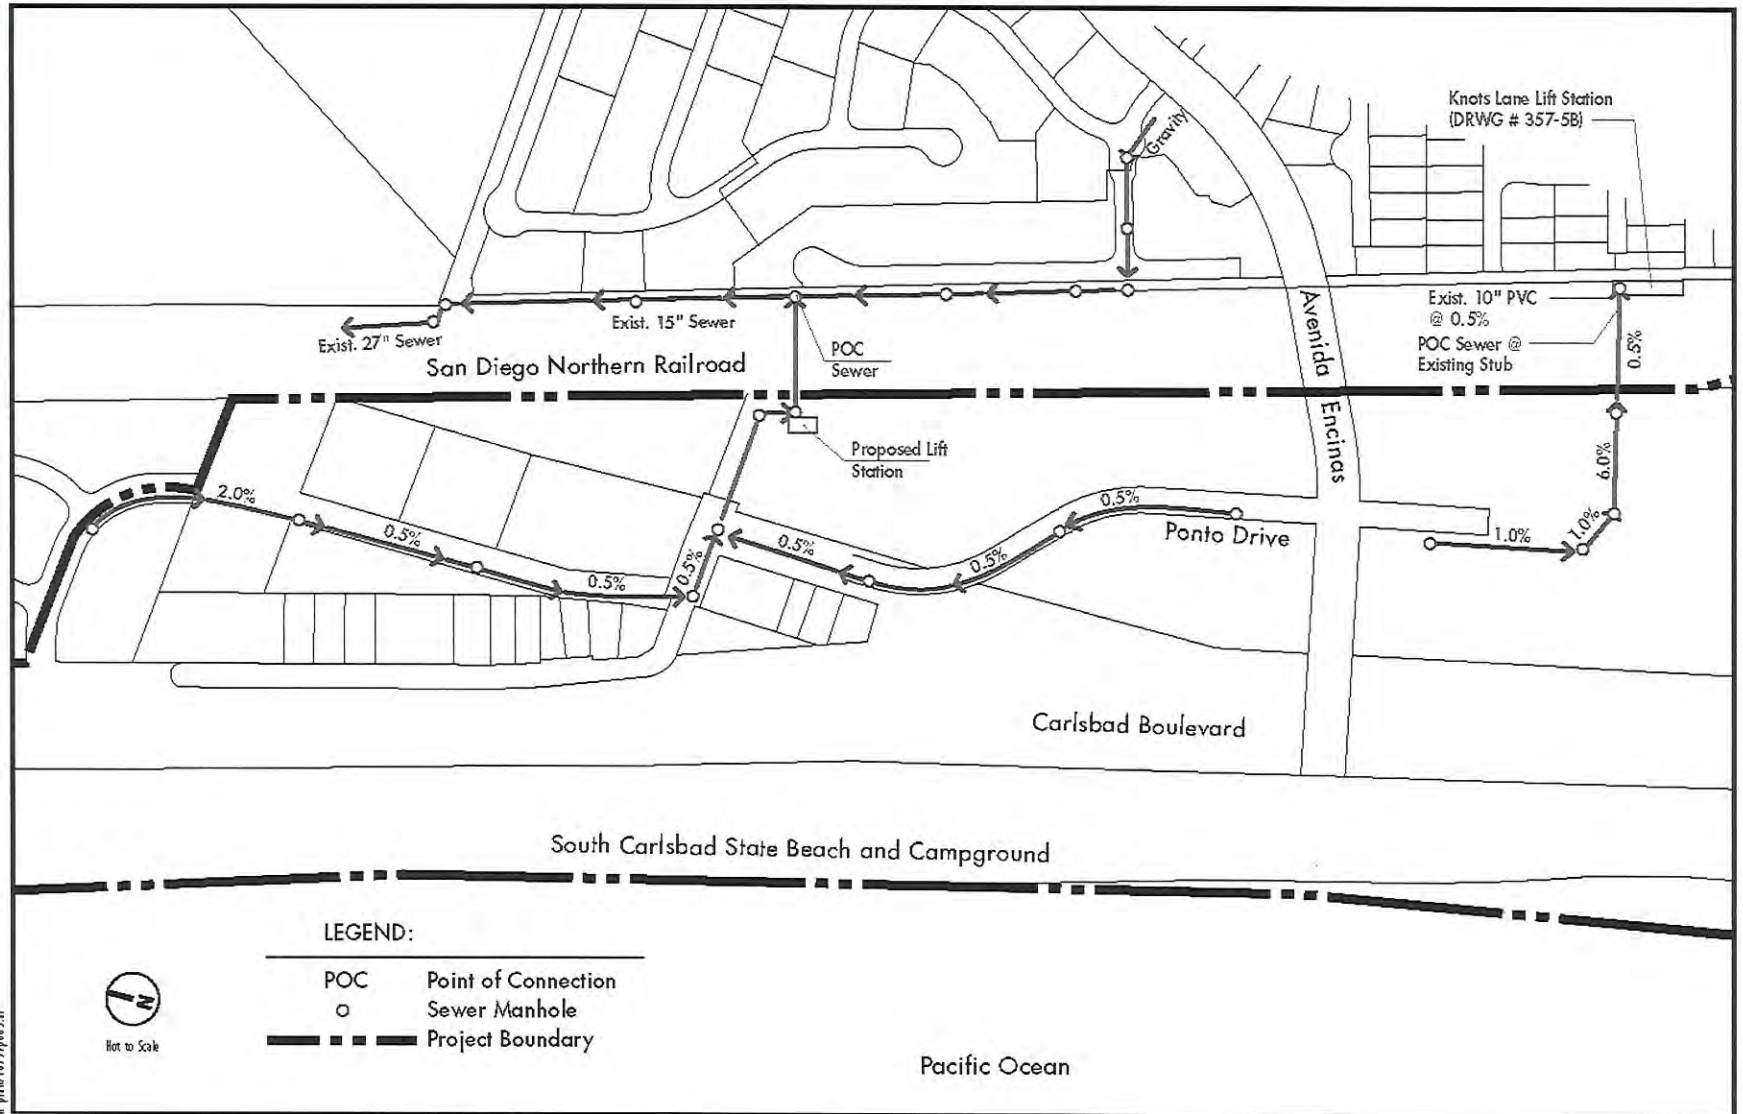 Knots Lane Lift Station
(DRWG # 357-5B)
Gravity
Exist. 10" PVC
@ 0.5%
POC Sewer @
Existing Stub
0.5%
Exist. 15" Sewer
Exist. 27" Sewer
POC
Sewer
San Diego Northern Railroad
Avenida Encinas
Proposed Lift
Station
6.0%
2.0%
0.5%
0.5%
0.5%
0.5%
0.5%
0.5%
Ponto Drive
1.0%
1.0%
Carlsbad Boulevard
South Carlsbad State Beach and Campground
LEGEND:
POC Point of Connection
Sewer Manhole
Project Boundary
N
Not to Scale
Pacific Ocean